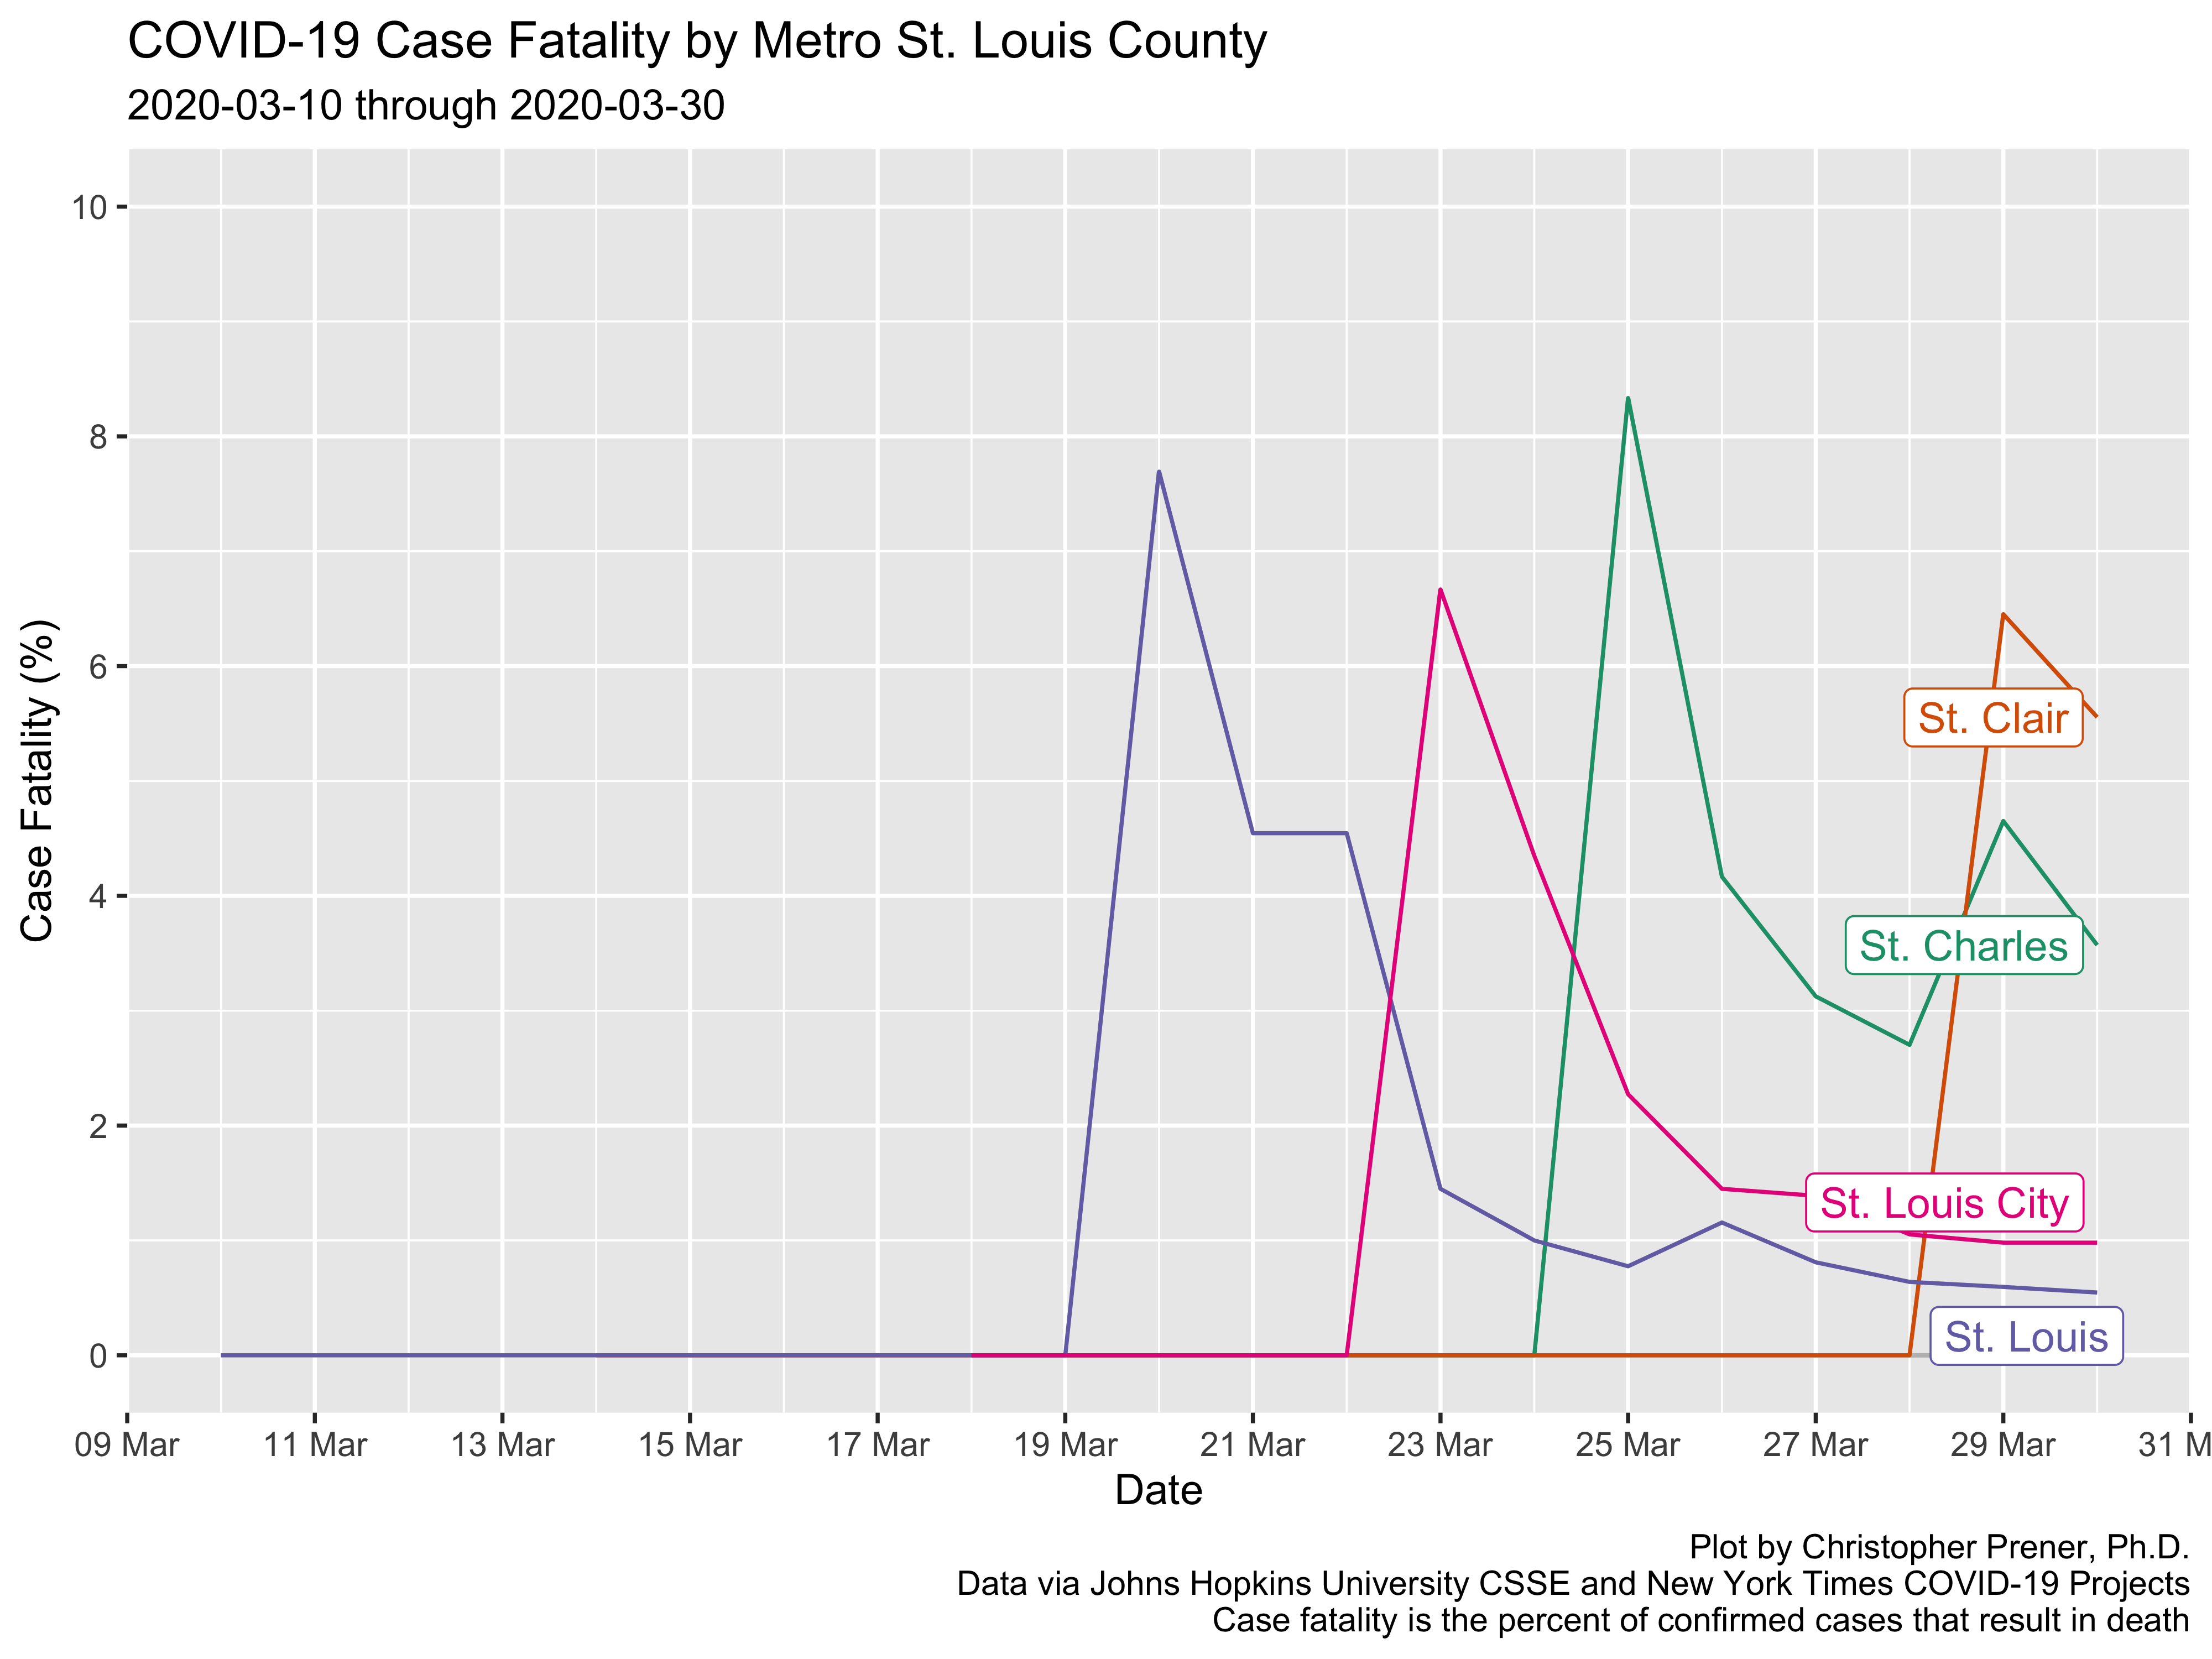 COVID-19 Case Fatality by Metro St. Louis County
2020-03-10 through 2020-03-30
Case Fatality (%)
10
8
6
4
2
0
St. Clair
St. Charles
St. Louis City
St. Louis
09 Mar 11 Mar 13 Mar 15 Mar 17 Mar 19 Mar 21 Mar 23 Mar 25 Mar 27 Mar 29 Mar 31 M
Date
Plot by Christopher Prener, Ph.D.
Data via Johns Hopkins University CSSE and New York Times COVID-19 Projects
Case fatality is the percent of confirmed cases that result in death